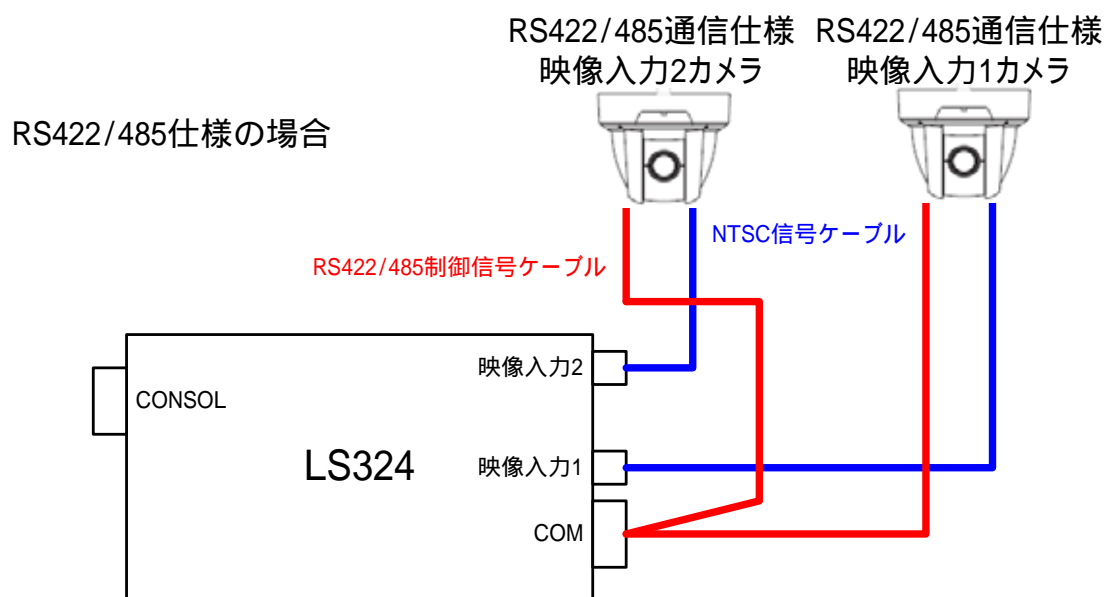 RS422/485通信仕様
映像入力2カメラ
RS422/485通信仕様
映像入力1カメラ
RS422/485仕様の場合
NTSC信号ケーブル
RS422/485制御信号ケーブル
映像入力2
CONSOL
LS324
映像入力1
COM